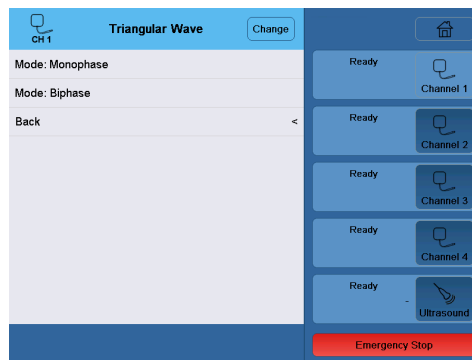 CH 1
Triangular Wave
Change
Mode: Monophase
Mode: Biphase
Back <
Ready
Channel 1
Ready
Channel 2
Ready
Channel 3
Ready
Channel 4
Ready
-
Ultrasound
Emergency Stop